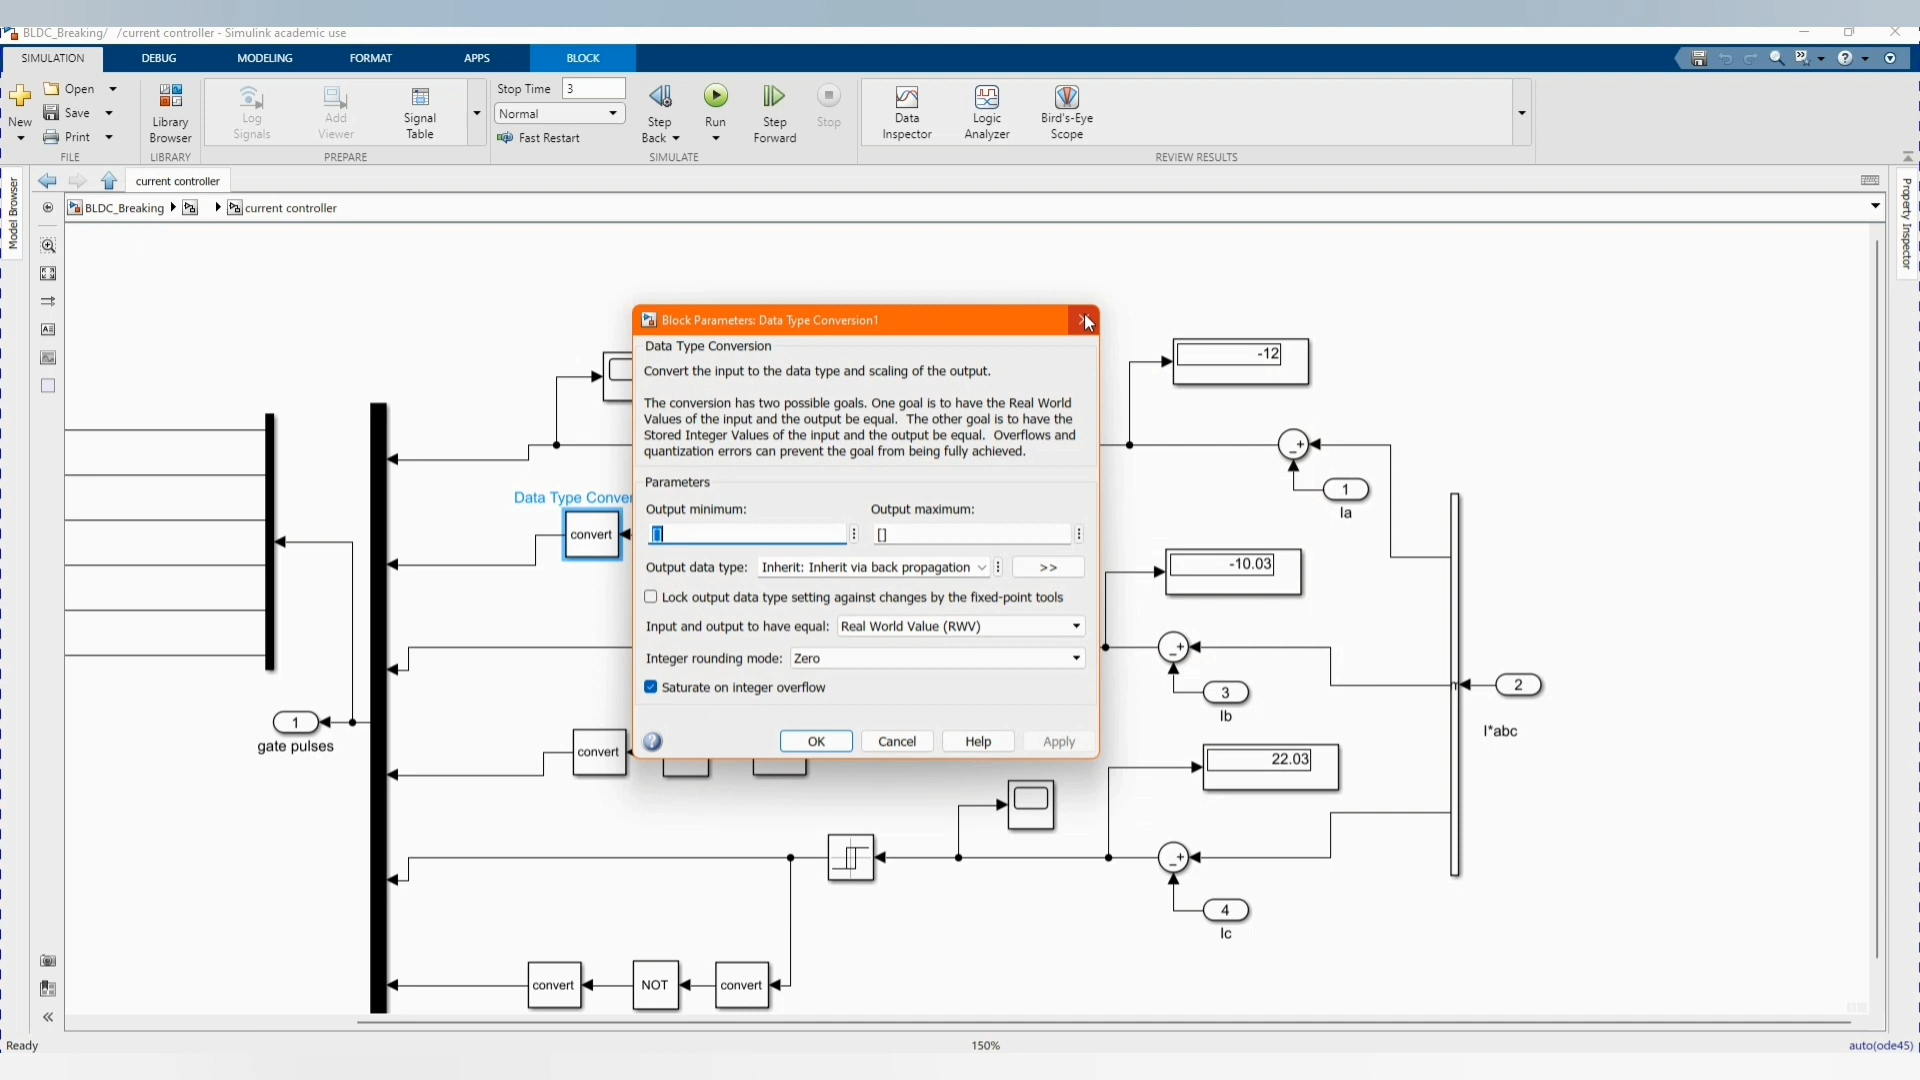 BLDC_Breaking/ /current controller - Simulink academic use
SIMULATION DEBUG MODELING FORMAT APPS BLOCK
New
Open
Save
Print
FILE
Library Browser
LIBRARY
Log Signals
Add Viewer
Signal Table
PREPARE
Stop Time 3
Normal
Fast Restart
Step Back
Run
Step Forward
Stop
SIMULATE
Data Inspector
Logic Analyzer
Bird's-Eye Scope
REVIEW RESULTS
Model Browser
Property Inspector
current controller
BLDC_Breaking current controller
Block Parameters: Data Type Conversion1
Data Type Conversion
Convert the input to the data type and scaling of the output.
The conversion has two possible goals. One goal is to have the Real World
Values of the input and the output be equal. The other goal is to have the
Stored Integer Values of the input and the output be equal. Overflows and
quantization errors can prevent the goal from being fully achieved.
Parameters
Output minimum: Output maximum:
[] []
Output data type: Inherit: Inherit via back propagation >>
Lock output data type setting against changes by the fixed-point tools
Input and output to have equal: Real World Value (RWV)
Integer rounding mode: Zero
Saturate on integer overflow
OK Cancel Help Apply
Data Type Conver
convert
-12
1
Ia
-10.03
3
Ib
2
I*abc
1
gate pulses
convert
22.03
4
Ic
convert NOT convert
Ready 150% auto(ode45)